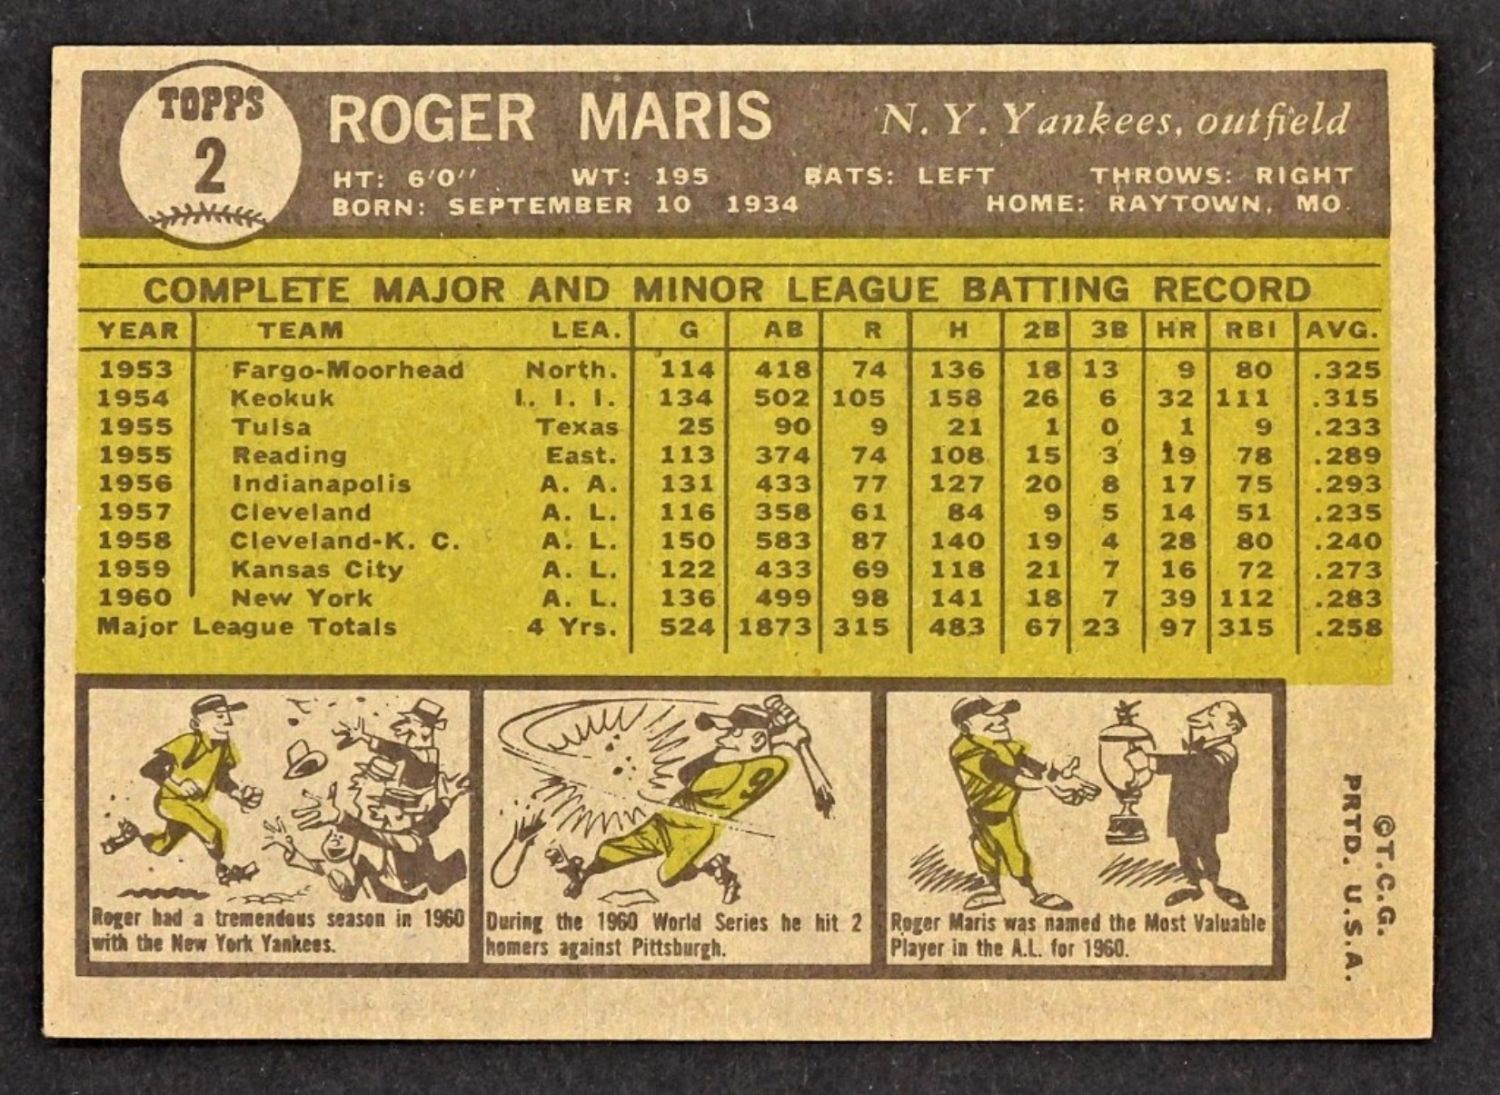 TOPPS
2
ROGER MARIS N. Y. Yankees, outfield
HT: 6'0'' WT: 195 BATS: LEFT THROWS: RIGHT
BORN: SEPTEMBER 10 1934 HOME: RAYTOWN, MO.
COMPLETE MAJOR AND MINOR LEAGUE BATTING RECORD
YEAR TEAM LEA. G AB R H 2B 3B HR RBI AVG.
1953 Fargo-Moorhead North. 114 418 74 136 18 13 9 80 .325
1954 Keokuk I. I. I. 134 502 105 158 26 6 32 111 .315
1955 Tulsa Texas 25 90 9 21 1 0 1 9 .233
1955 Reading East. 113 374 74 108 15 3 19 78 .289
1956 Indianapolis A. A. 131 433 77 127 20 8 17 75 .293
1957 Cleveland A. L. 116 358 61 84 9 5 14 51 .235
1958 Cleveland-K. C. A. L. 150 583 87 140 19 4 28 80 .240
1959 Kansas City A. L. 122 433 69 118 21 7 16 72 .273
1960 New York A. L. 136 499 98 141 18 7 39 112 .283
Major League Totals 4 Yrs. 524 1873 315 483 67 23 97 315 .258
9
Roger had a tremendous season in 1960
with the New York Yankees.
During the 1960 World Series he hit 2
homers against Pittsburgh.
Roger Maris was named the Most Valuable
Player in the A.L. for 1960.
©T.C.G.
PRTD. U.S.A.